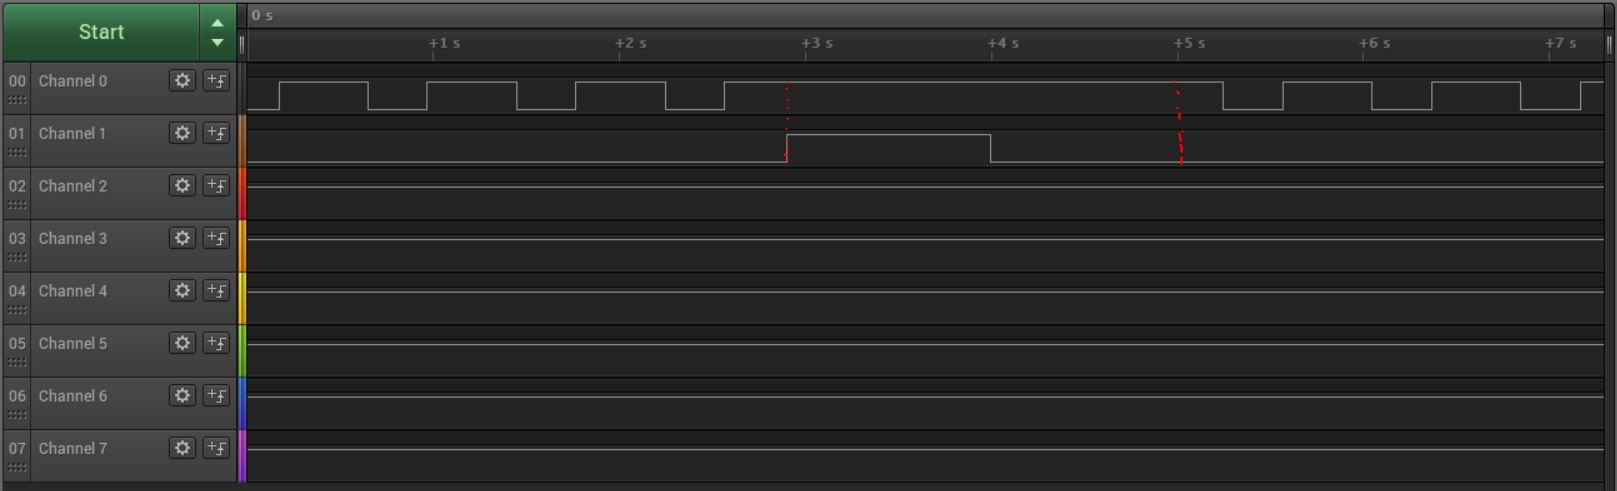 Start
0 s
+1 s +2 s +3 s +4 s +5 s +6 s +7 s
00 Channel 0
01 Channel 1
02 Channel 2
03 Channel 3
04 Channel 4
05 Channel 5
06 Channel 6
07 Channel 7